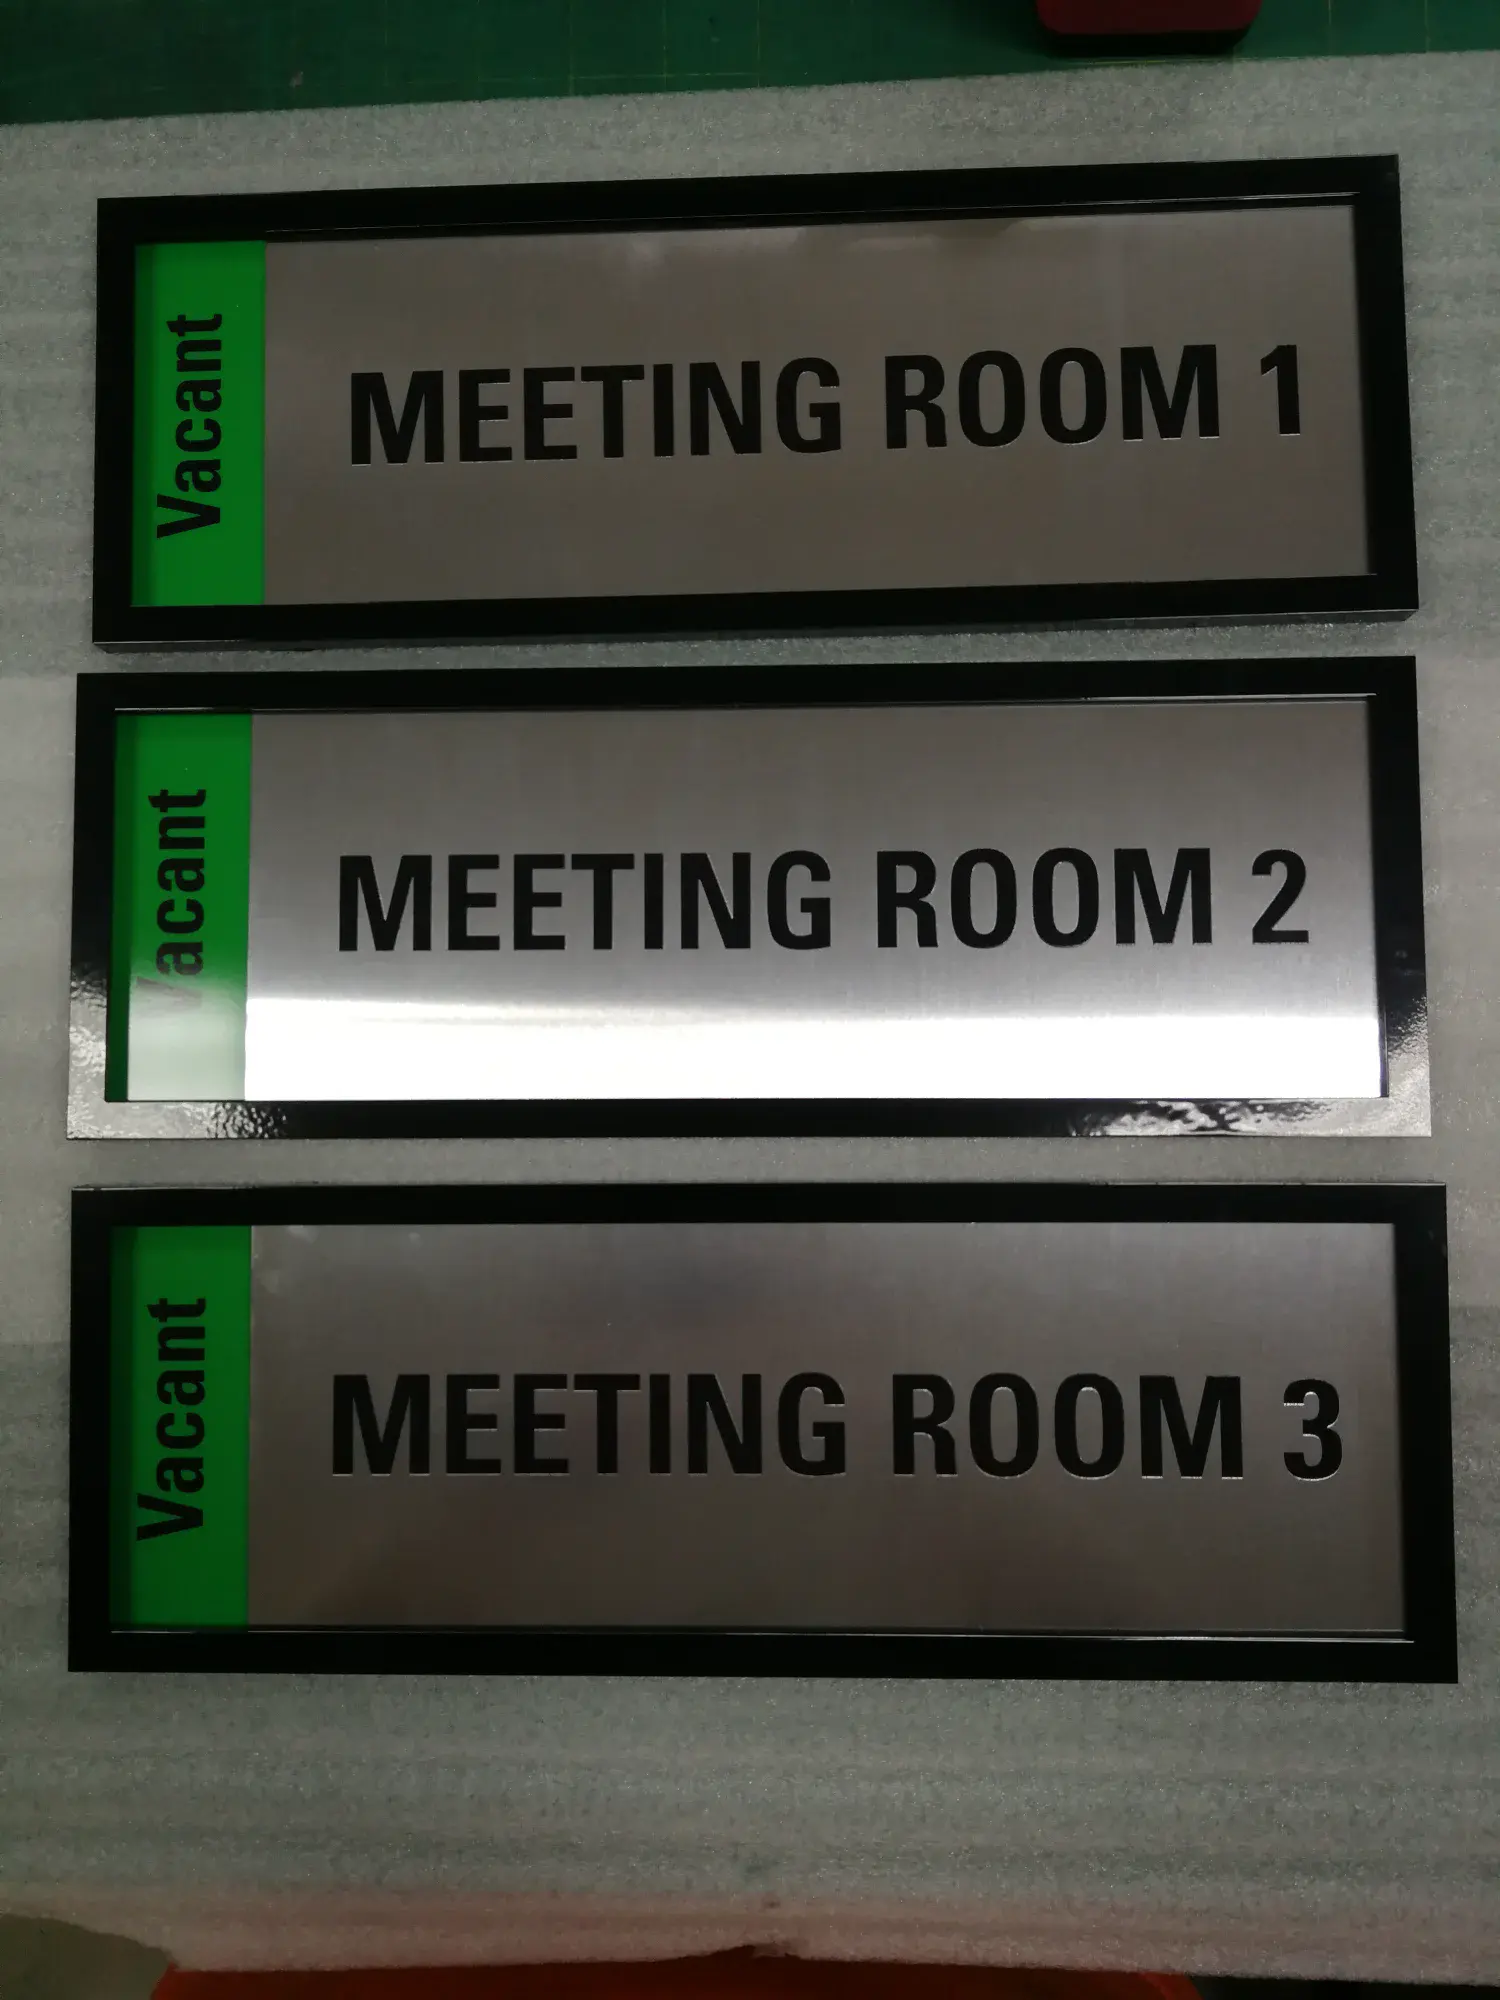 Vacant
MEETING ROOM 1
Vacant
MEETING ROOM 2
Vacant
MEETING ROOM 3